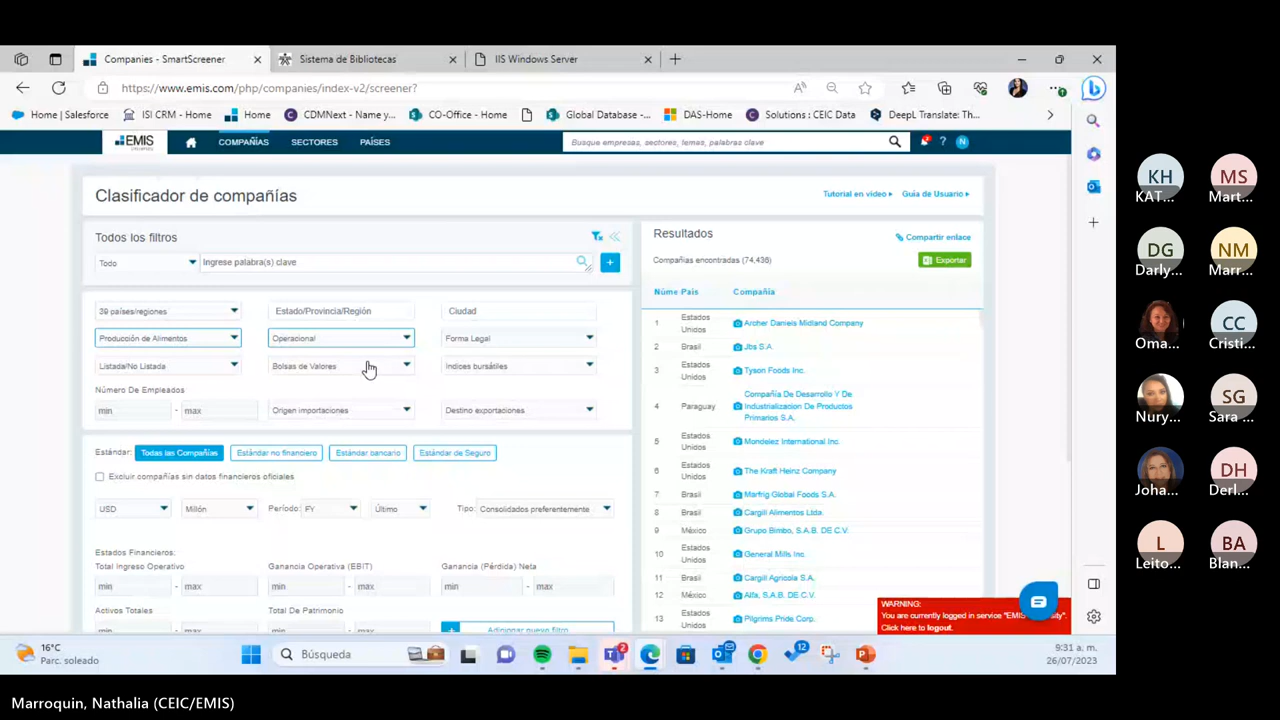 Companies - SmartScreener
Sistema de Bibliotecas
IIS Windows Server
https://www.emis.com/php/companies/index-v2/screener?
Home | Salesforce
ISI CRM - Home
Home
CDMNext - Name y...
CO-Office - Home
Global Database -...
DAS-Home
Solutions : CEIC Data
DeepL Translate: Th...
EMIS
COMPAÑIAS
SECTORES
PAÍSES
Busque empresas, sectores, temas, palabras clave
N
Clasificador de compañías
Tutorial en vídeo
Guía de Usuario
Todos los filtros
Todo
Ingrese palabra(s) clave
39 países/regiones
Estado/Provincia/Región
Ciudad
Producción de Alimentos
Operacional
Forma Legal
Listada/No Listada
Bolsas de Valores
Indices bursátiles
Número De Empleados
min - max
Origen importaciones
Destino exportaciones
Estándar:
Todas las Compañías
Estándar no financiero
Estándar bancario
Estándar de Seguro
Excluir compañías sin datos financieros oficiales
USD
Millón
Período:
FY
Último
Tipo:
Consolidados preferentemente
Estados Financieros:
Total Ingreso Operativo
Ganancia Operativa (EBIT)
Ganancia (Pérdida) Neta
min - max
min - max
min - max
Activos Totales
Total De Patrimonio
min - max
min - max
Adicionar nuevo filtro
Resultados
Compartir enlace
Compañías encontradas (74,436)
Exportar
Núme País Compañía
1 Estados Unidos Archer Daniels Midland Company
2 Brasil Jbs S.A.
3 Estados Unidos Tyson Foods Inc.
4 Paraguay Compañía De Desarrollo Y De Industrializacion De Productos Primarios S.A.
5 Estados Unidos Mondelez International Inc.
6 Estados Unidos The Kraft Heinz Company
7 Brasil Marfrig Global Foods S.A.
8 Brasil Cargill Alimentos Ltda.
9 México Grupo Bimbo, S.A.B. DE C.V.
10 Estados Unidos General Mills Inc.
11 Brasil Cargill Agricola S.A.
12 México Alfa, S.A.B. DE C.V.
13 Estados Unidos Pilgrims Pride Corp.
WARNING:
You are currently logged in service "EMIS
Click here to logout.
16°C
Parc. soleado
Búsqueda
2
12
9:31 a. m.
26/07/2023
KH
KAT...
MS
Mart...
DG
Darly...
NM
Marr...
Oma...
CC
Cristi...
Nury...
SG
Sara ...
Joha...
DH
Derl...
L
Leito...
BA
Blan...
Marroquin, Nathalia (CEIC/EMIS)